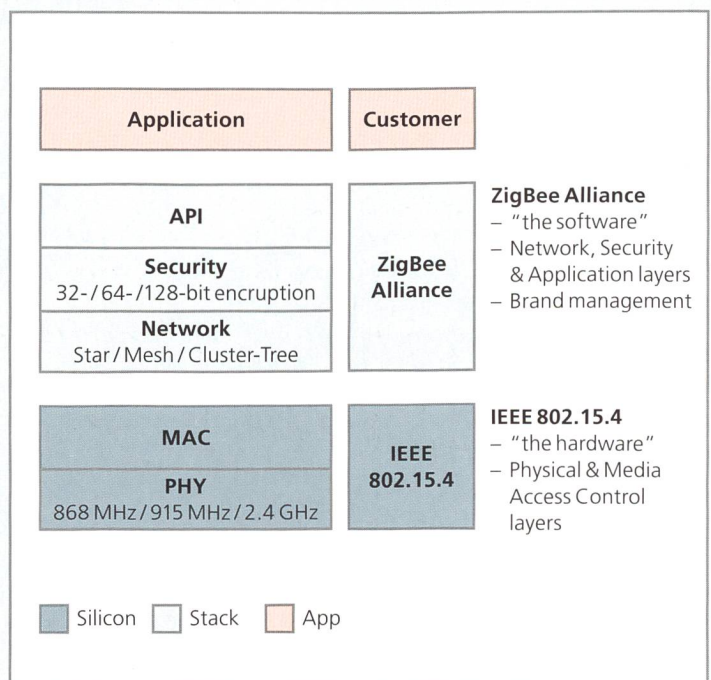 Application
Customer
API
Security
32-/64-/128-bit encruption
Network
Star/Mesh/Cluster-Tree
ZigBee
Alliance
ZigBee Alliance
– "the software"
– Network, Security
& Application layers
– Brand management
MAC
PHY
868 MHz/915 MHz/2.4 GHz
IEEE
802.15.4
IEEE 802.15.4
– "the hardware"
– Physical & Media
Access Control
layers
Silicon
Stack
App